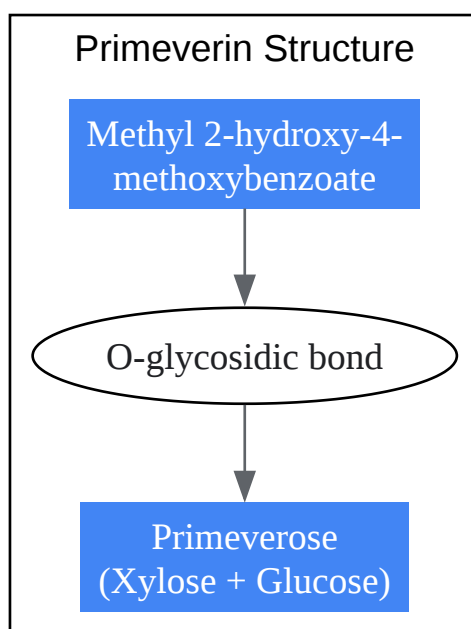 Primeverin Structure
Methyl 2-hydroxy-4-
methoxybenzoate
O-glycosidic bond
Primeverose
(Xylose + Glucose)